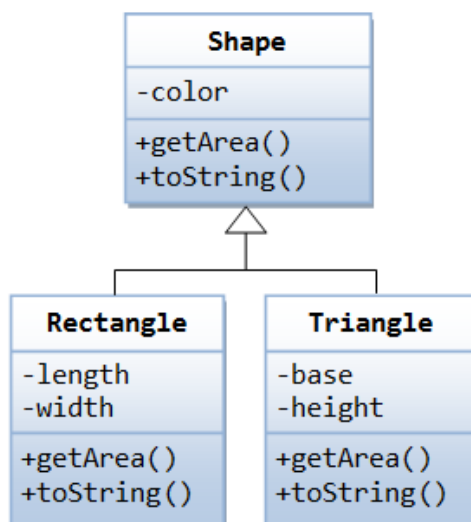 Shape
-color
+getArea()
+toString()
Rectangle
-length
-width
+getArea()
+toString()
Triangle
-base
-height
+getArea()
+toString()